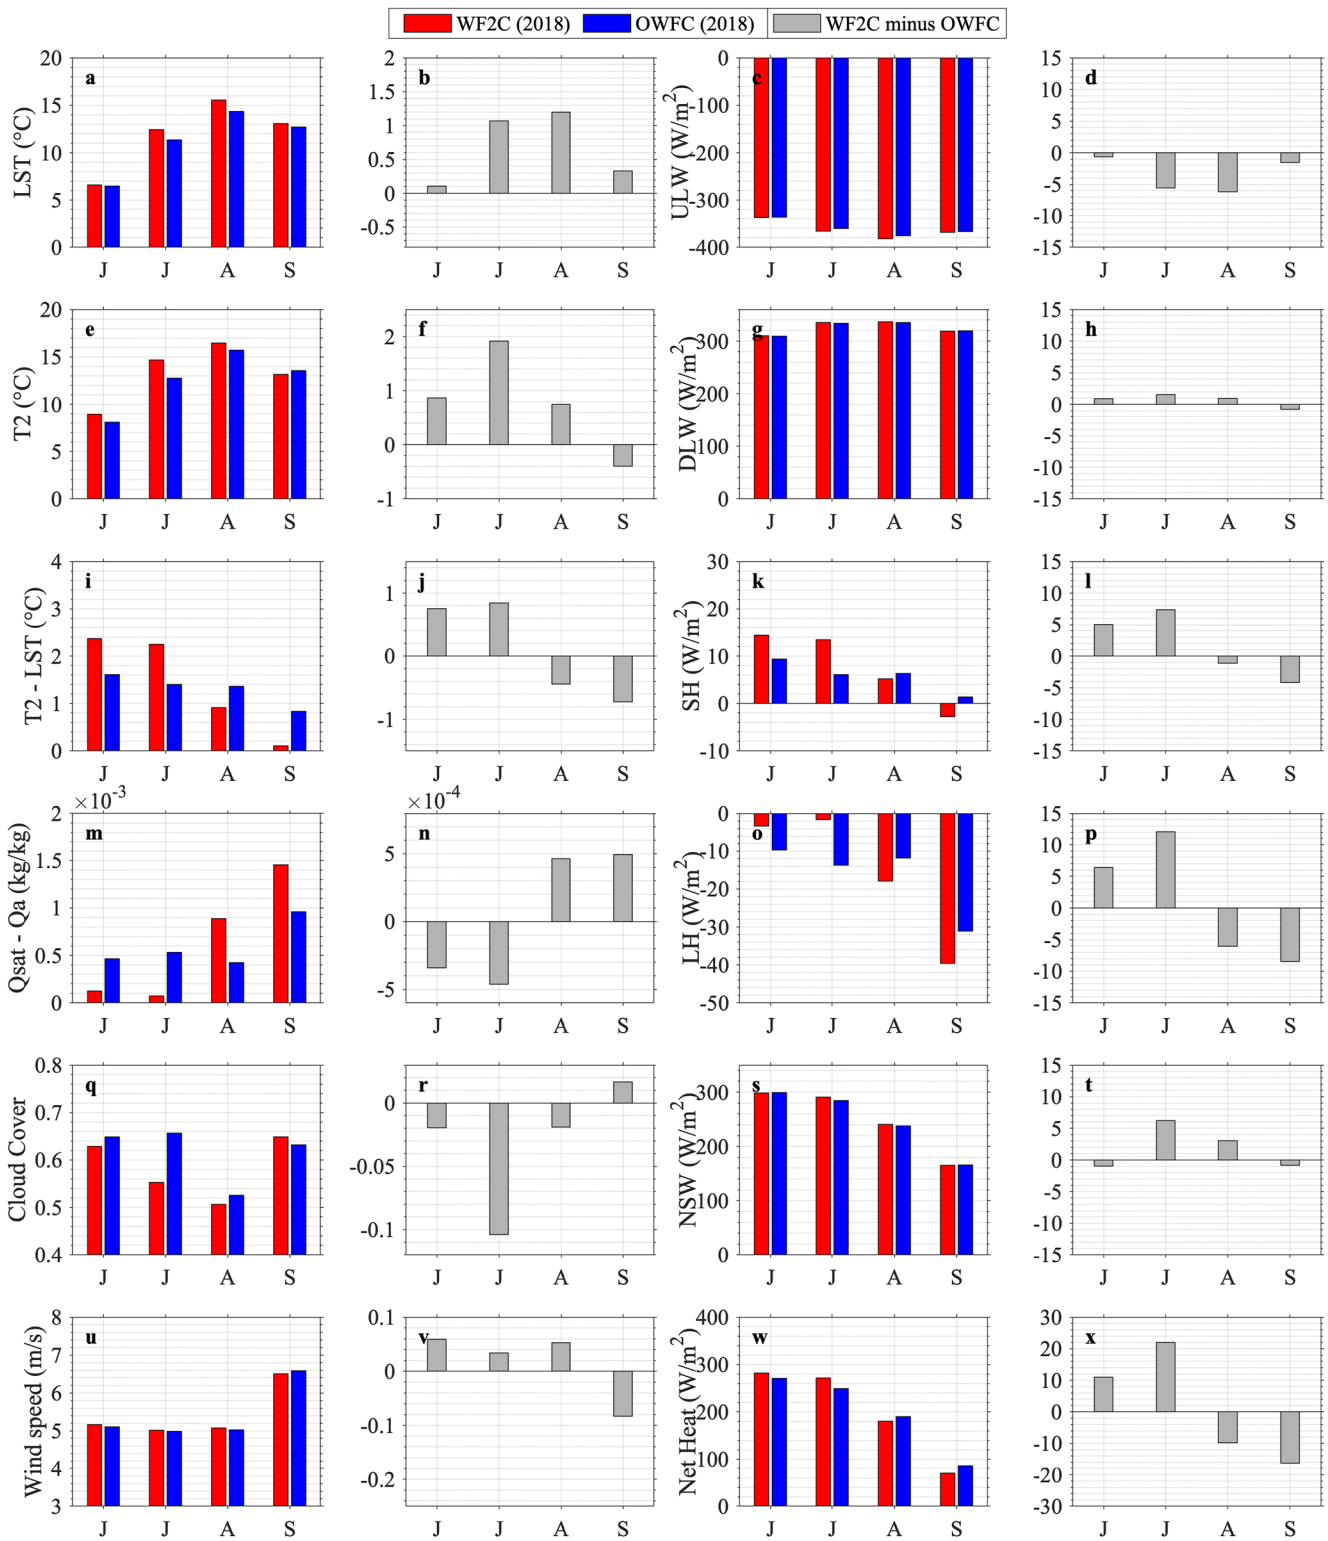 WF2C (2018) OWFC (2018) WF2C minus OWFC
a
LST (°C)
20
15
10
5
0
J J A S
b
2
1.5
1
0.5
0
-0.5
J J A S
c
ULW (W/m2)
0
-100
-200
-300
-400
J J A S
d
15
10
5
0
-5
-10
-15
J J A S
e
T2 (°C)
20
15
10
5
0
J J A S
f
2
1
0
-1
J J A S
g
DLW (W/m2)
300
200
100
0
J J A S
h
15
10
5
0
-5
-10
-15
J J A S
i
T2 - LST (°C)
4
3
2
1
0
J J A S
j
1
0
-1
J J A S
k
SH (W/m2)
30
20
10
0
-10
J J A S
l
15
10
5
0
-5
-10
-15
J J A S
×10-3
m
Qsat - Qa (kg/kg)
2
1.5
1
0.5
0
J J A S
×10-4
n
5
0
-5
J J A S
o
LH (W/m2)
0
-10
-20
-30
-40
-50
J J A S
p
15
10
5
0
-5
-10
-15
J J A S
q
Cloud Cover
0.8
0.7
0.6
0.5
0.4
J J A S
r
0
-0.05
-0.1
J J A S
s
NSW (W/m2)
300
200
100
0
J J A S
t
15
10
5
0
-5
-10
-15
J J A S
u
Wind speed (m/s)
8
7
6
5
4
3
J J A S
v
0.1
0
-0.1
-0.2
J J A S
w
Net Heat (W/m2)
400
300
200
100
0
J J A S
x
30
20
10
0
-10
-20
-30
J J A S